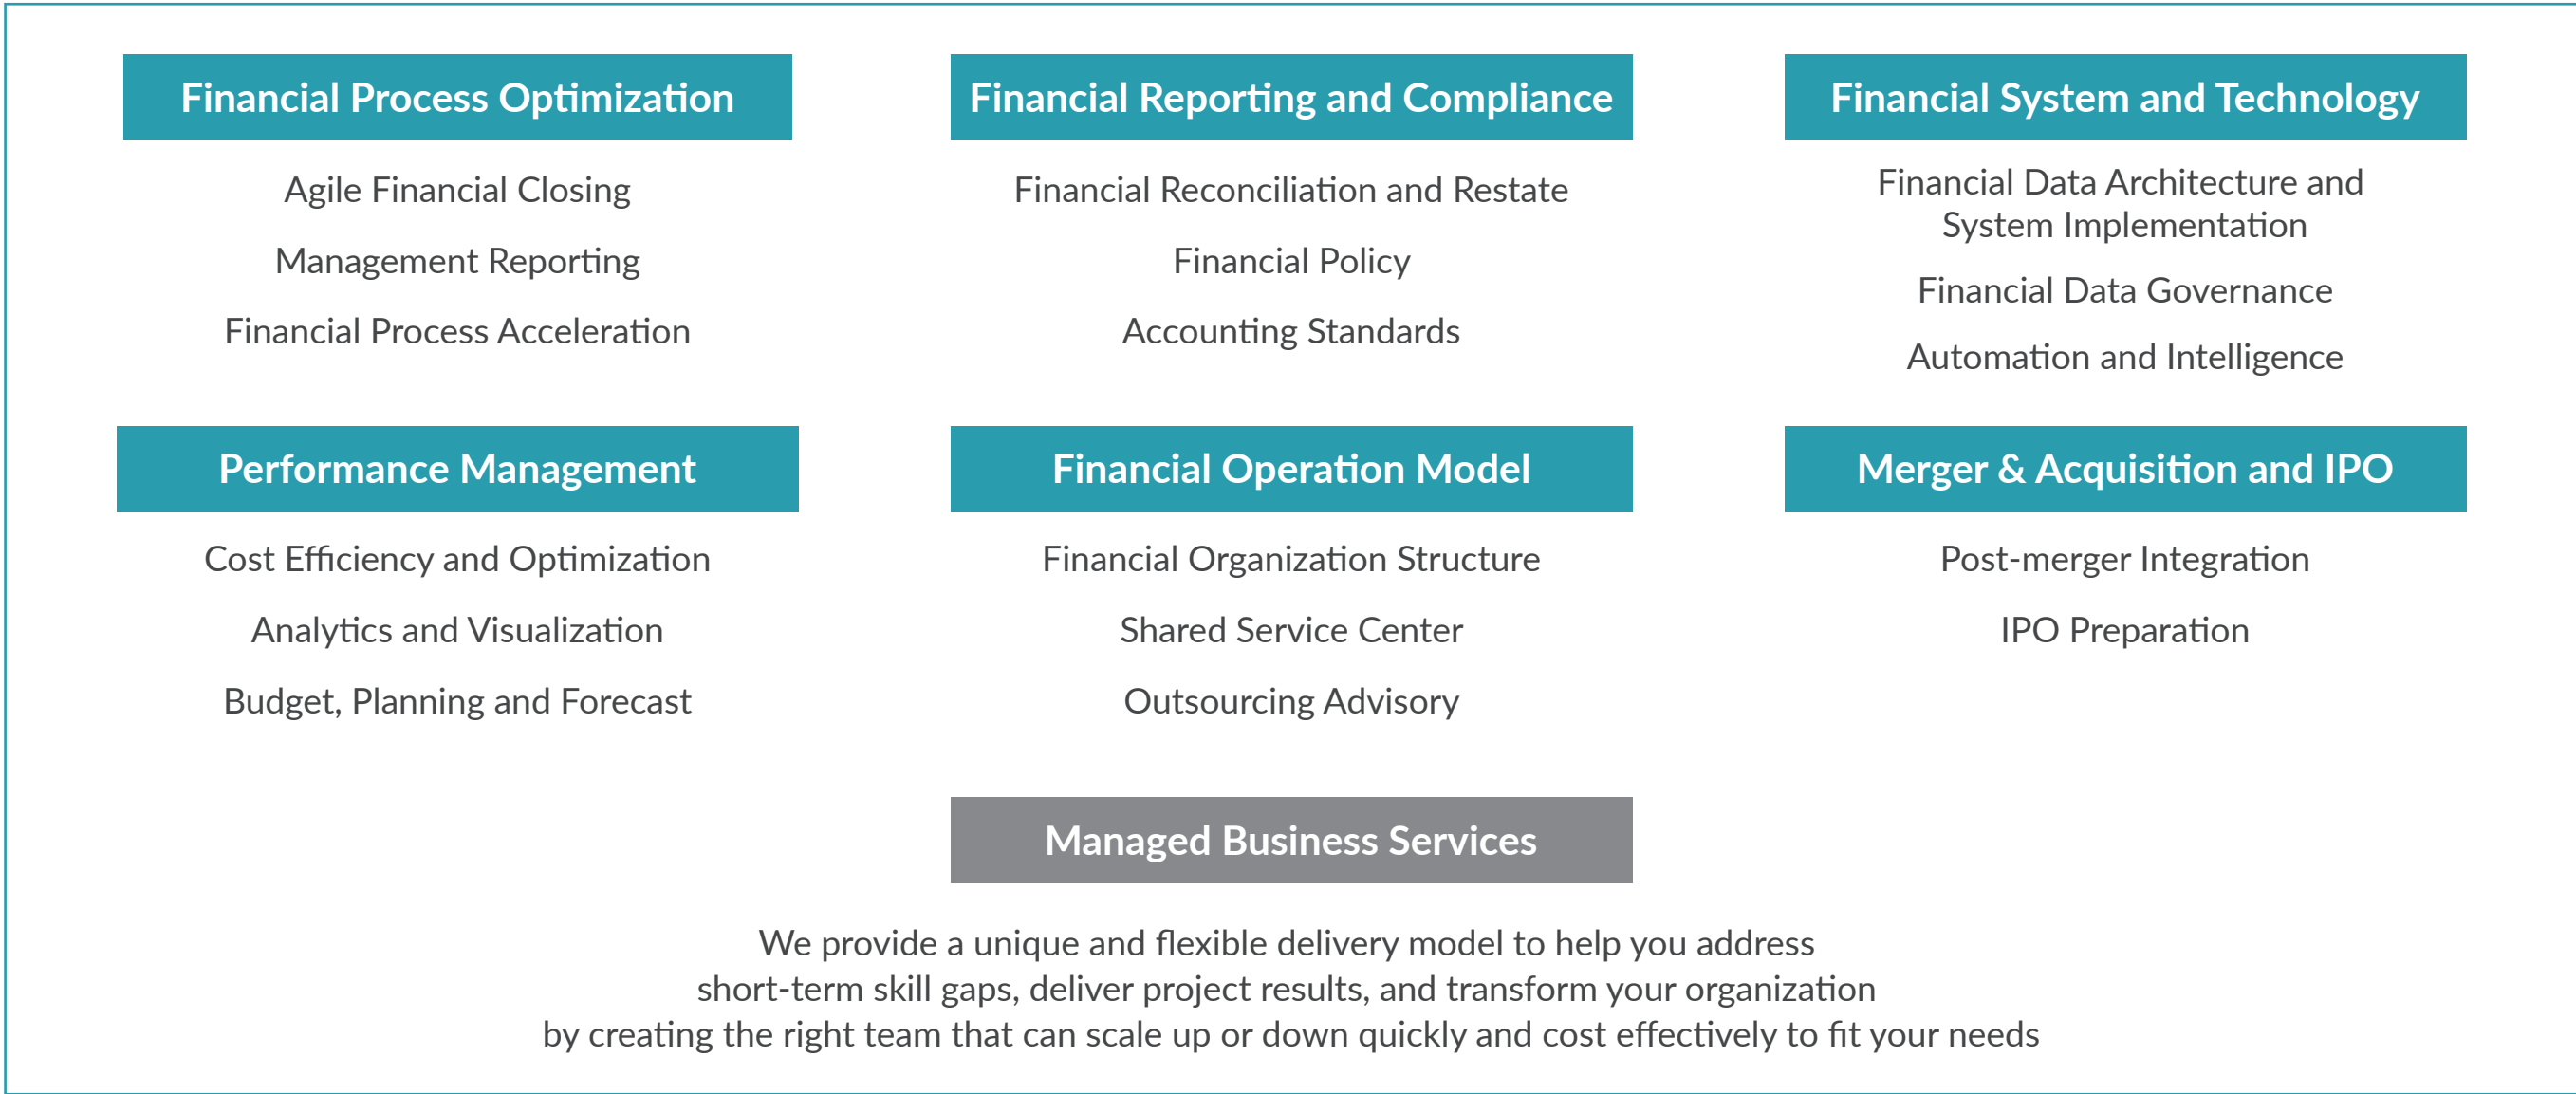 Financial Process Optimization
Agile Financial Closing
Management Reporting
Financial Process Acceleration
Financial Reporting and Compliance
Financial Reconciliation and Restate
Financial Policy
Accounting Standards
Financial System and Technology
Financial Data Architecture and
System Implementation
Financial Data Governance
Automation and Intelligence
Performance Management
Cost Efficiency and Optimization
Analytics and Visualization
Budget, Planning and Forecast
Financial Operation Model
Financial Organization Structure
Shared Service Center
Outsourcing Advisory
Merger & Acquisition and IPO
Post-merger Integration
IPO Preparation
Managed Business Services
We provide a unique and flexible delivery model to help you address
short-term skill gaps, deliver project results, and transform your organization
by creating the right team that can scale up or down quickly and cost effectively to fit your needs